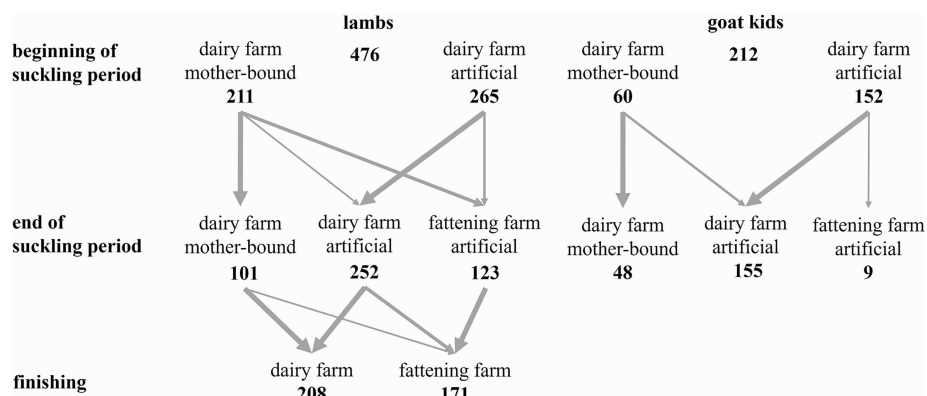 lambs goat kids
beginning of suckling period
dairy farm mother-bound 211
476
dairy farm artificial 265
dairy farm mother-bound 60
212
dairy farm artificial 152
end of suckling period
dairy farm mother-bound 101
dairy farm artificial 252
fattening farm artificial 123
dairy farm mother-bound 48
dairy farm artificial 155
fattening farm artificial 9
finishing
dairy farm 208
fattening farm 171